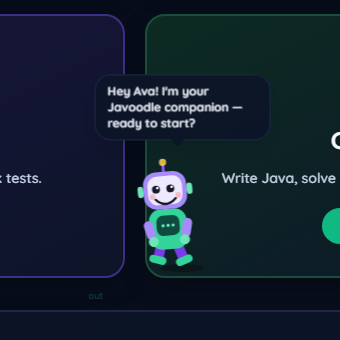 Hey Ava! I'm your
Javoodle companion —
ready to start?
tests.
Write Java, solve
out